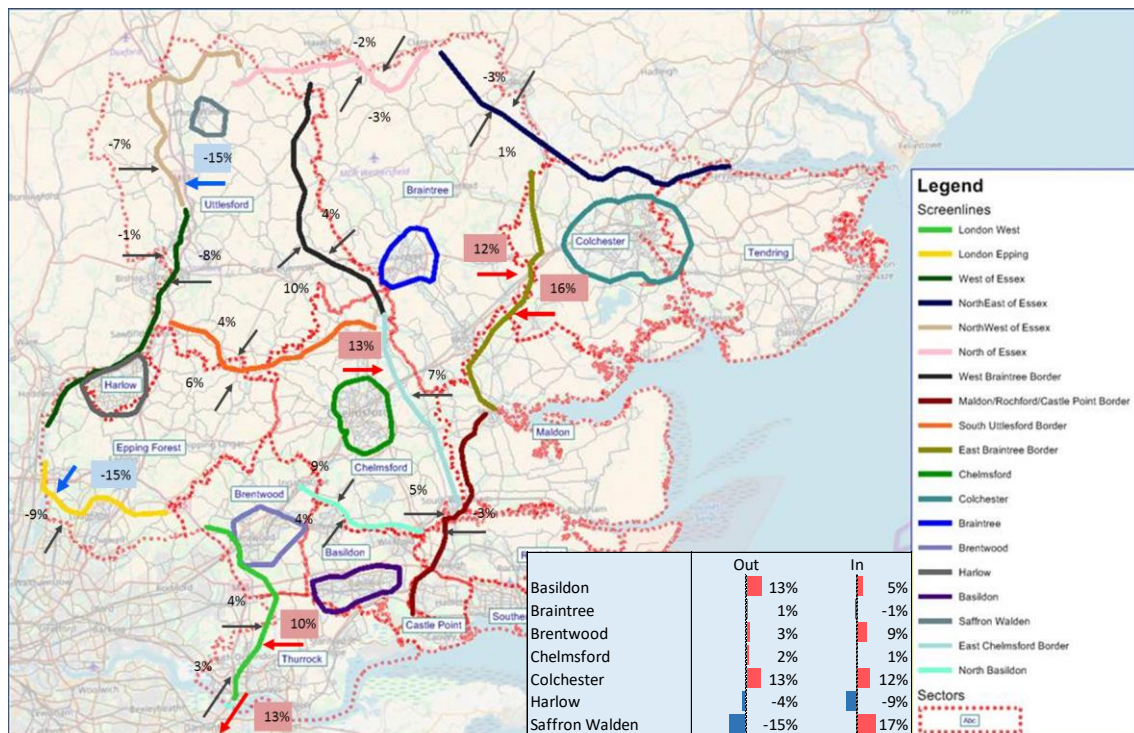 -2%
-3%
-3%
-7%
-15%
1%
Uttlesford
Braintree
-1%
4%
12%
Colchester
Tendring
-8%
10%
16%
4%
13%
6%
7%
Harlow
Epping Forest
Chelmsford
Maldon
-15%
9%
Brentwood
-9%
4%
5%
-3%
Basildon
4%
10%
Castle Point
Thurrock
3%
13%
Legend
Screenlines
London West
London Epping
West of Essex
NorthEast of Essex
NorthWest of Essex
North of Essex
West Braintree Border
Maldon/Rochford/Castle Point Border
South Uttlesford Border
East Braintree Border
Chelmsford
Colchester
Braintree
Brentwood
Harlow
Basildon
Saffron Walden
East Chelmsford Border
North Basildon
Sectors
Abc
Out In
Basildon 13% 5%
Braintree 1% -1%
Brentwood 3% 9%
Chelmsford 2% 1%
Colchester 13% 12%
Harlow -4% -9%
Saffron Walden -15% 17%